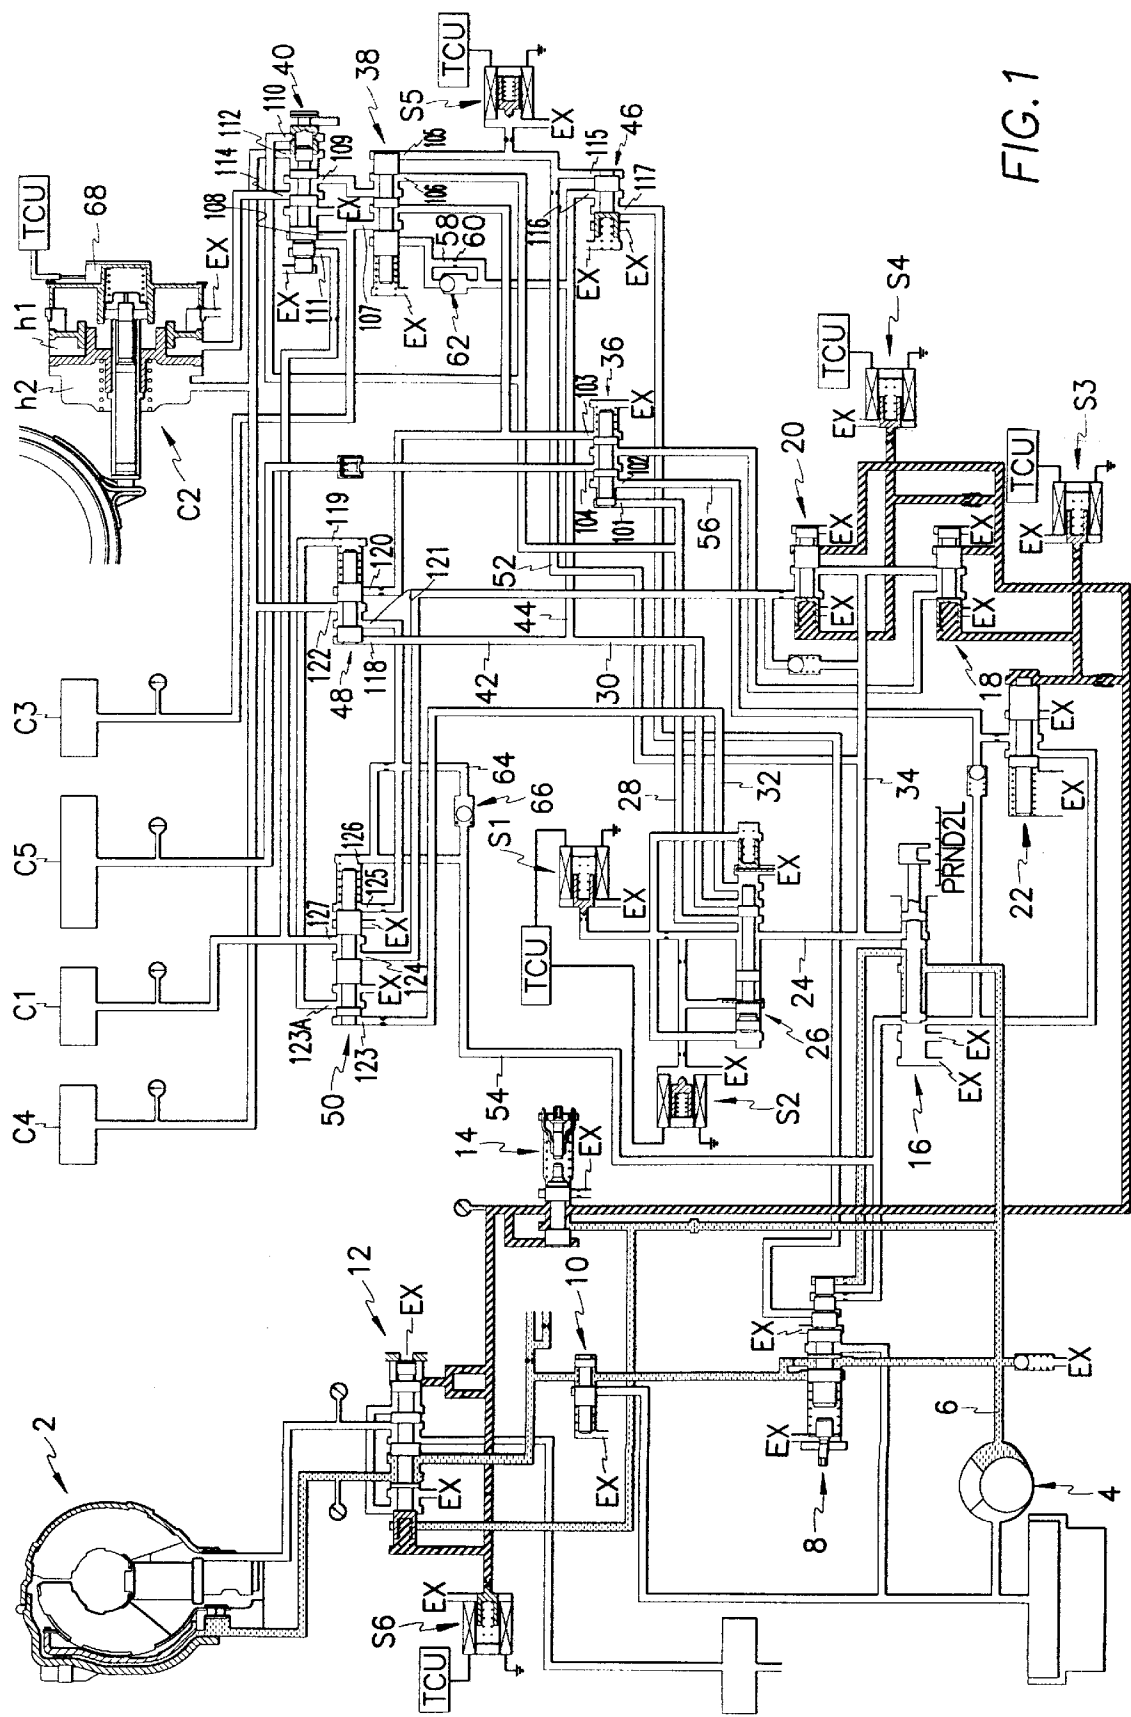 FIG. 1
TCU
68
EX
h1
h2
C2
C3
C5
C1
C4
2
110
40
112
114
108
109
EX
EX
111
38
105
106
107
EX
58
60
62
TCU
S5
EX
115
46
116
117
EX
EX
36
103
EX
104
102
101
56
119
120
121
122
48
118
52
44
42
30
TCU
S4
EX
20
EX
EX
TCU
S3
EX
EX
EX
18
127
126
125
EX
124
EX
123A
123
50
64
66
54
28
32
34
S1
EX
TCU
EX
24
26
EX
S2
PRND2L
22
EX
EX
16
EX
EX
14
EX
12
EX
EX
10
EX
EX
EX
8
6
EX
4
S6
EX
TCU